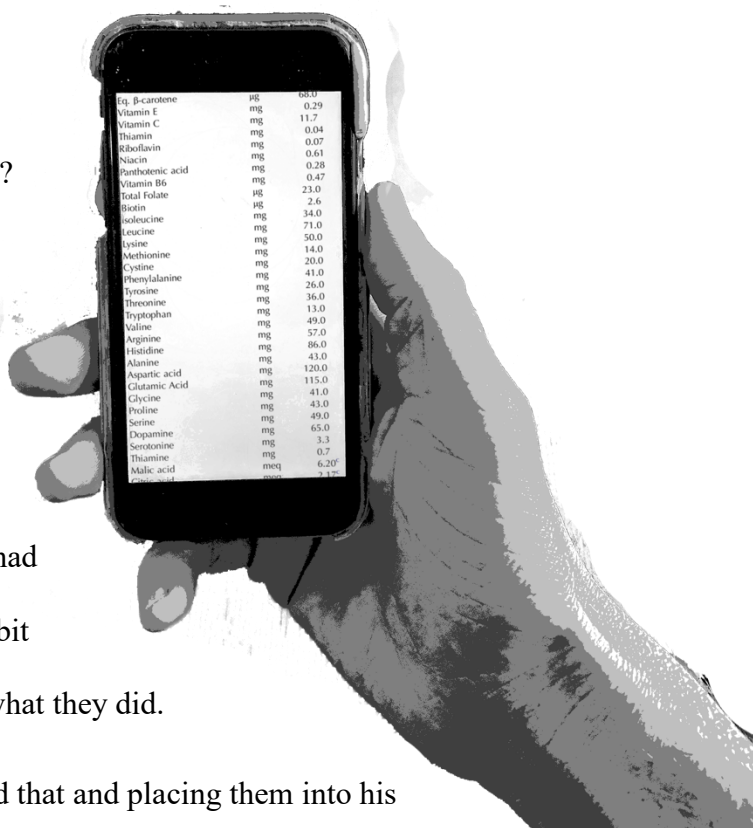 ?
Eq. β-carotene µg 68.0
Vitamin E mg 0.29
Vitamin C mg 11.7
Thiamin mg 0.04
Riboflavin mg 0.07
Niacin mg 0.61
Panthotenic acid mg 0.28
Vitamin B6 mg 0.47
Total Folate µg 23.0
Biotin µg 2.6
isoleucine mg 34.0
Leucine mg 71.0
Lysine mg 50.0
Methionine mg 14.0
Cystine mg 20.0
Phenylalanine mg 41.0
Tyrosine mg 26.0
Threonine mg 36.0
Tryptophan mg 13.0
Valine mg 49.0
Arginine mg 57.0
Histidine mg 86.0
Alanine mg 43.0
Aspartic acid mg 120.0
Glutamic Acid mg 115.0
Glycine mg 41.0
Proline mg 43.0
Serine mg 49.0
Dopamine mg 65.0
Serotonine mg 3.3
Thiamine mg 0.7
Malic acid meq 6.20ᶜ
Citric acid meq 2.17ᶜ
had
bit
what they did.
d that and placing them into his